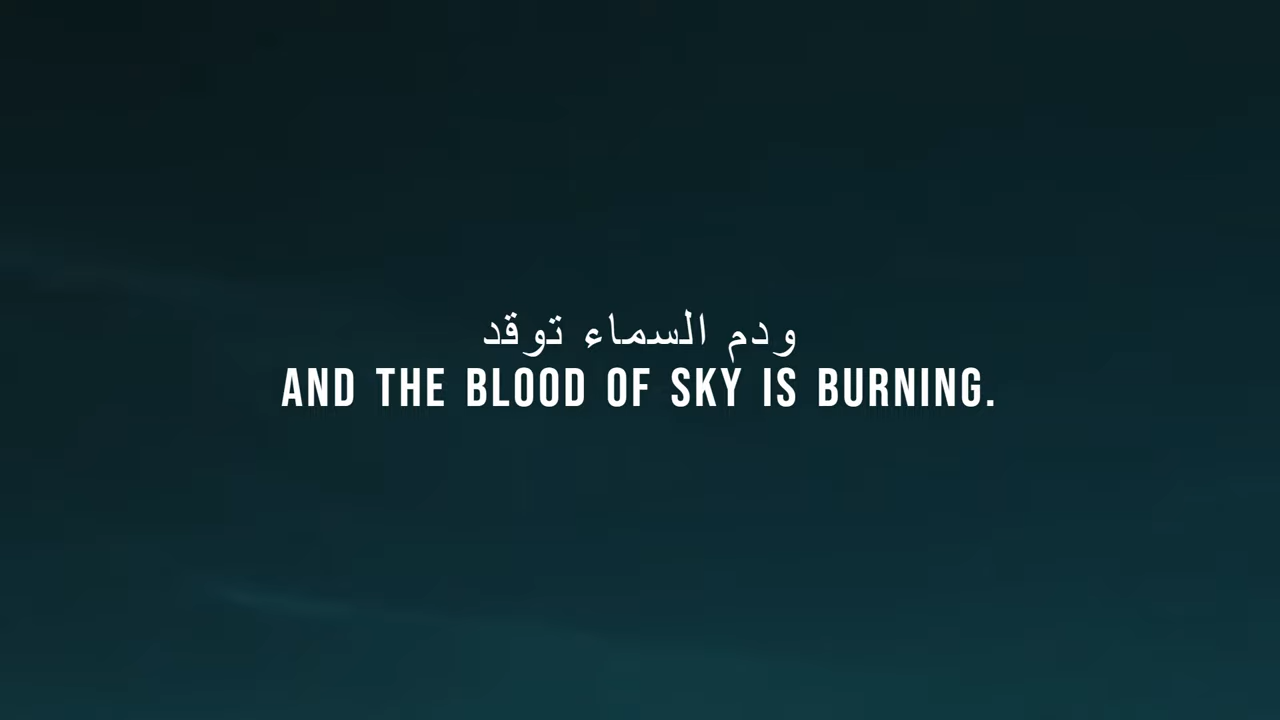 ودم السماء توقد
AND THE BLOOD OF SKY IS BURNING.